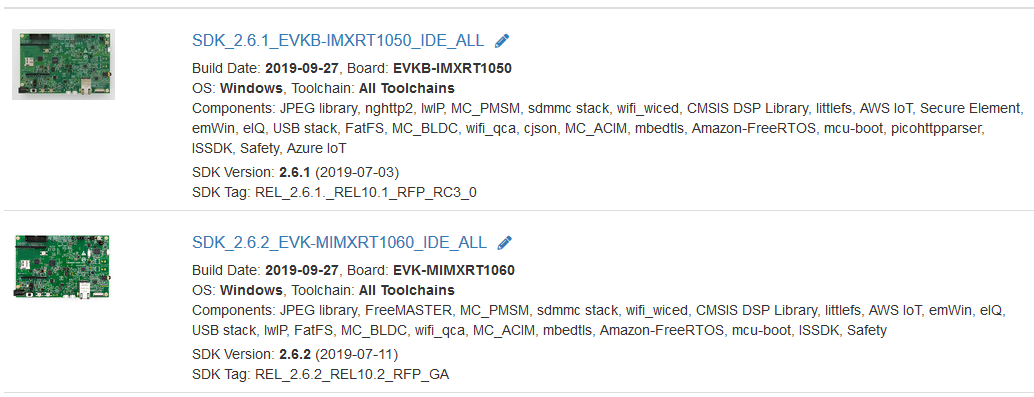 SDK_2.6.1_EVKB-IMXRT1050_IDE_ALL
Build Date: 2019-09-27, Board: EVKB-IMXRT1050
OS: Windows, Toolchain: All Toolchains
Components: JPEG library, nghttp2, lwIP, MC_PMSM, sdmmc stack, wifi_wiced, CMSIS DSP Library, littlefs, AWS IoT, Secure Element,
emWin, eIQ, USB stack, FatFS, MC_BLDC, wifi_qca, cjson, MC_ACIM, mbedtls, Amazon-FreeRTOS, mcu-boot, picohttpparser,
ISSDK, Safety, Azure IoT
SDK Version: 2.6.1 (2019-07-03)
SDK Tag: REL_2.6.1._REL10.1_RFP_RC3_0
SDK_2.6.2_EVK-MIMXRT1060_IDE_ALL
Build Date: 2019-09-27, Board: EVK-MIMXRT1060
OS: Windows, Toolchain: All Toolchains
Components: JPEG library, FreeMASTER, MC_PMSM, sdmmc stack, wifi_wiced, CMSIS DSP Library, littlefs, AWS IoT, emWin, eIQ,
USB stack, lwIP, FatFS, MC_BLDC, wifi_qca, MC_ACIM, mbedtls, Amazon-FreeRTOS, mcu-boot, ISSDK, Safety
SDK Version: 2.6.2 (2019-07-11)
SDK Tag: REL_2.6.2_REL10.2_RFP_GA